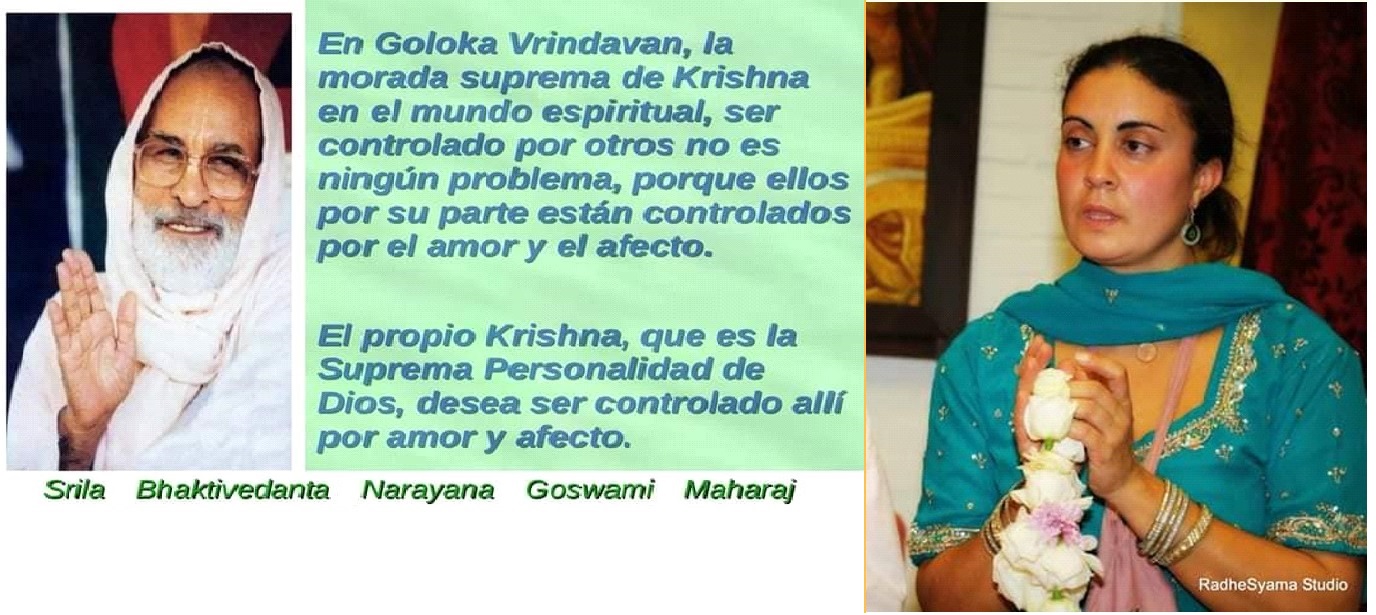 En Goloka Vrindavan, la
morada suprema de Krishna
en el mundo espiritual, ser
controlado por otros no es
ningún problema, porque ellos
por su parte están controlados
por el amor y el afecto.
El propio Krishna, que es la
Suprema Personalidad de
Dios, desea ser controlado allí
por amor y afecto.
Srila Bhaktivedanta Narayana Goswami Maharaj
RadheSyama Studio